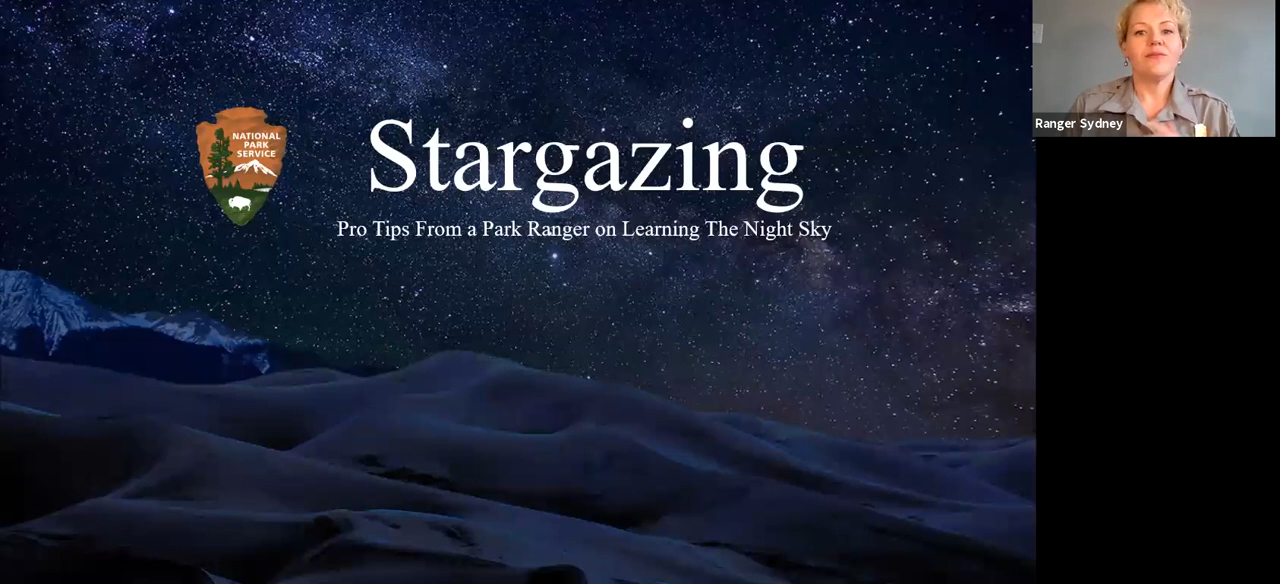 NATIONAL
PARK
SERVICE
Stargazing
Pro Tips From a Park Ranger on Learning The Night Sky
Ranger Sydney